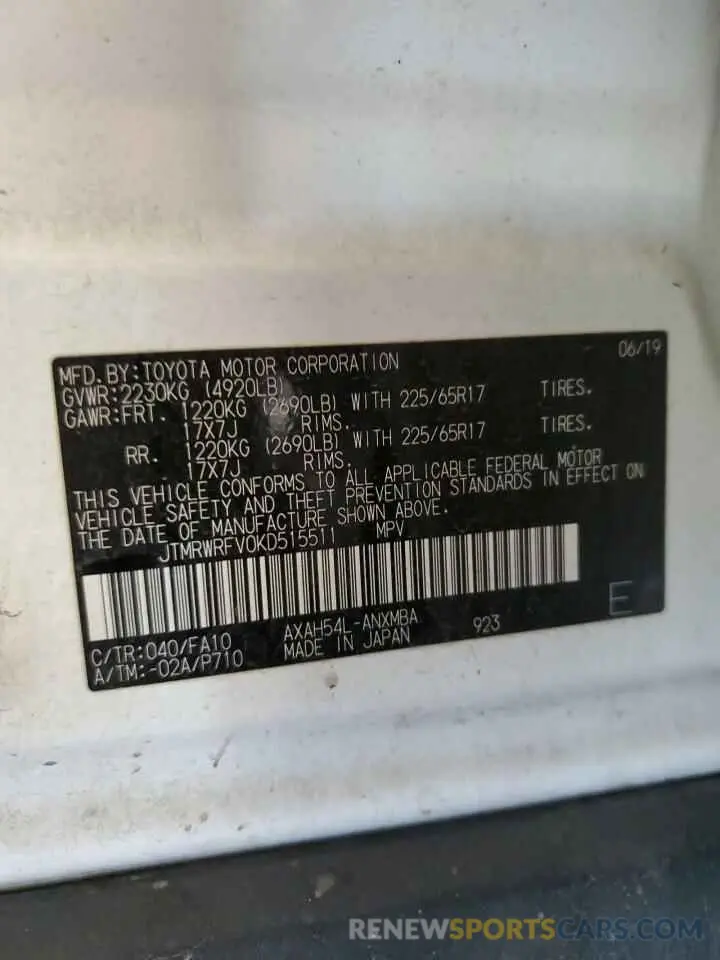 MFD. BY: TOYOTA MOTOR CORPORATION 06/19
GVWR: 2230KG (4920LB)
GAWR: FRT. 1220KG (2690LB) WITH 225/65R17 TIRES.
17X7J RIMS.
RR. 1220KG (2690LB) WITH 225/65R17 TIRES.
17X7J RIMS.
THIS VEHICLE CONFORMS TO ALL APPLICABLE FEDERAL MOTOR
VEHICLE SAFETY AND THEFT PREVENTION STANDARDS IN EFFECT ON
THE DATE OF MANUFACTURE SHOWN ABOVE.
JTMRWRFV0KD515511 MPV
C/TR: 040/FA10 AXAH54L-ANXMBA 923 E
A/TM: -02A/P710 MADE IN JAPAN
RENEWSPORTSCARS.COM